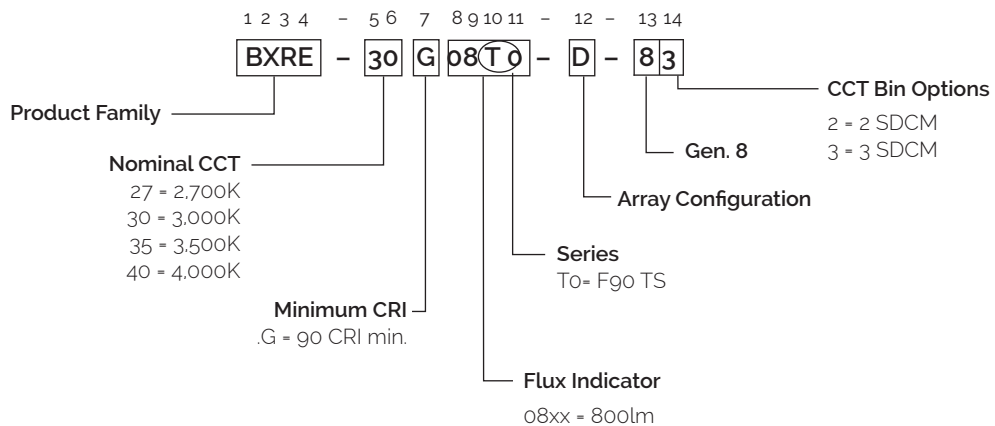 1 2 3 4 – 5 6 7 8 9 10 11 – 12 – 13 14
BXRE – 30 G 08T 0 – D – 8 3
Product Family
Nominal CCT
27 = 2,700K
30 = 3,000K
35 = 3,500K
40 = 4,000K
Minimum CRI
.G = 90 CRI min.
Flux Indicator
08xx = 800lm
Series
T0= F90 TS
Array Configuration
Gen. 8
CCT Bin Options
2 = 2 SDCM
3 = 3 SDCM